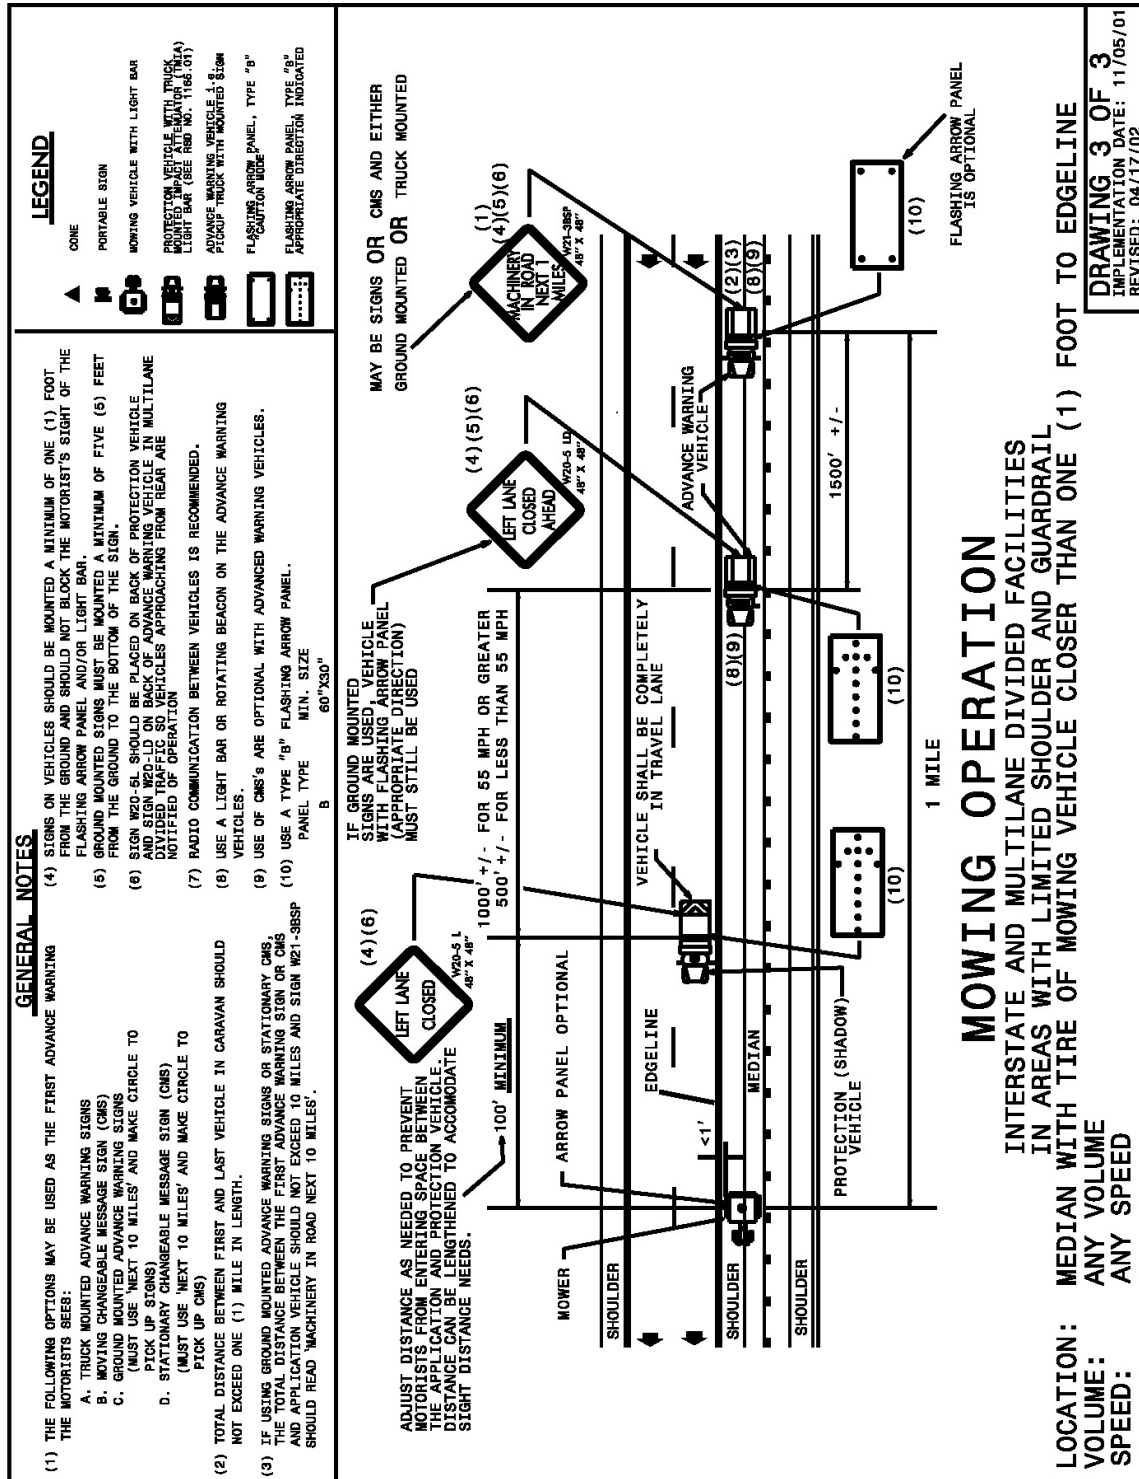 GENERAL NOTES
(1) THE FOLLOWING OPTIONS MAY BE USED AS THE FIRST ADVANCE WARNING
THE MOTORISTS SEES:
A. TRUCK MOUNTED ADVANCE WARNING SIGNS
B. MOVING CHANGEABLE MESSAGE SIGN (CMS)
C. GROUND MOUNTED ADVANCE WARNING SIGNS
(MUST USE 'NEXT 10 MILES' AND MAKE CIRCLE TO
PICK UP SIGNS)
D. STATIONARY CHANGEABLE MESSAGE SIGN (CMS)
(MUST USE 'NEXT 10 MILES' AND MAKE CIRCLE TO
PICK UP CMS)
(2) TOTAL DISTANCE BETWEEN FIRST AND LAST VEHICLE IN CARAVAN SHOULD
NOT EXCEED ONE (1) MILE IN LENGTH.
(3) IF USING GROUND MOUNTED ADVANCE WARNING SIGNS OR STATIONARY CMS,
THE TOTAL DISTANCE BETWEEN THE FIRST ADVANCE WARNING SIGN OR CMS
AND APPLICATION VEHICLE SHOULD NOT EXCEED 10 MILES AND SIGN W21-3BSP
SHOULD READ 'MACHINERY IN ROAD NEXT 10 MILES'.
(4) SIGNS ON VEHICLES SHOULD BE MOUNTED A MINIMUM OF ONE (1) FOOT
FROM THE GROUND AND SHOULD NOT BLOCK THE MOTORIST'S SIGHT OF THE
FLASHING ARROW PANEL AND/OR LIGHT BAR.
(5) GROUND MOUNTED SIGNS MUST BE MOUNTED A MINIMUM OF FIVE (5) FEET
FROM THE GROUND TO THE BOTTOM OF THE SIGN.
(6) SIGN W20-5L SHOULD BE PLACED ON BACK OF PROTECTION VEHICLE
AND SIGN W20-LD ON BACK OF ADVANCE WARNING VEHICLE IN MULTILANE
DIVIDED TRAFFIC SO VEHICLES APPROACHING FROM REAR ARE
NOTIFIED OF OPERATION
(7) RADIO COMMUNICATION BETWEEN VEHICLES IS RECOMMENDED.
(8) USE A LIGHT BAR OR ROTATING BEACON ON THE ADVANCE WARNING
VEHICLES.
(9) USE OF CMS's ARE OPTIONAL WITH ADVANCED WARNING VEHICLES.
(10) USE A TYPE "B" FLASHING ARROW PANEL.
PANEL TYPE MIN. SIZE
B 60"X30"
LEGEND
CONE
PORTABLE SIGN
MOWING VEHICLE WITH LIGHT BAR
PROTECTION VEHICLE WITH TRUCK
MOUNTED IMPACT ATTENUATOR (TMIA)
LIGHT BAR (SEE RBD NO. 1166.01)
ADVANCE WARNING VEHICLE i.e.
PICKUP TRUCK WITH MOUNTED SIGN
FLASHING ARROW PANEL, TYPE "B"
"CAUTION MODE"
FLASHING ARROW PANEL, TYPE "B"
APPROPRIATE DIRECTION INDICATED
ADJUST DISTANCE AS NEEDED TO PREVENT
MOTORISTS FROM ENTERING SPACE BETWEEN
THE APPLICATION AND PROTECTION VEHICLE.
DISTANCE CAN BE LENGTHENED TO ACCOMODATE
SIGHT DISTANCE NEEDS.
LEFT LANE
CLOSED
(4)(6)
W20-5 L
48" X 48"
IF GROUND MOUNTED
SIGNS ARE USED, VEHICLE
WITH FLASHING ARROW PANEL
(APPROPRIATE DIRECTION)
MUST STILL BE USED
LEFT LANE
CLOSED
AHEAD
(4)(5)(6)
W20-5 LD
48" X 48"
MAY BE SIGNS OR CMS AND EITHER
GROUND MOUNTED OR TRUCK MOUNTED
MACHINERY
IN ROAD
NEXT 1
MILES
(1)
(4)(5)(6)
W21-3BSP
48" X 48"
100' MINIMUM
1000' +/- FOR 55 MPH OR GREATER
500' +/- FOR LESS THAN 55 MPH
MOWER
ARROW PANEL OPTIONAL
VEHICLE SHALL BE COMPLETELY
IN TRAVEL LANE
ADVANCE WARNING
VEHICLE
SHOULDER
EDGELINE
<1'
SHOULDER
MEDIAN
(8)(9)
(2)(3)
(8)(9)
SHOULDER
PROTECTION (SHADOW)
VEHICLE
(10)
(10)
1500' +/-
(10)
FLASHING ARROW PANEL
IS OPTIONAL
1 MILE
MOWING OPERATION
INTERSTATE AND MULTILANE DIVIDED FACILITIES
IN AREAS WITH LIMITED SHOULDER AND GUARDRAIL
LOCATION: MEDIAN WITH TIRE OF MOWING VEHICLE CLOSER THAN ONE (1) FOOT TO EDGELINE
VOLUME: ANY VOLUME
SPEED: ANY SPEED
DRAWING 3 OF 3
IMPLEMENTATION DATE: 11/05/01
REVISED: 04/17/02